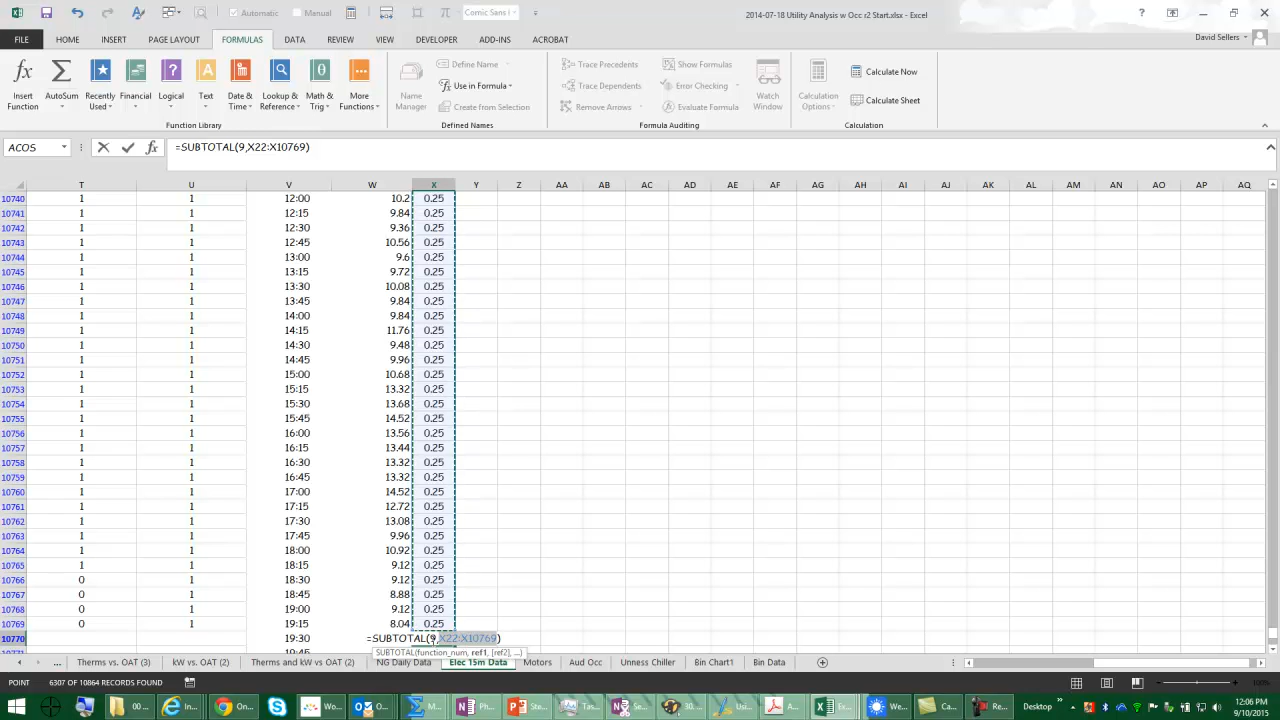 Automatic
Manual
Comic Sans
2014-07-18 Utility Analysis w Occ r2 Start.xlsx - Excel
FILE HOME INSERT PAGE LAYOUT FORMULAS DATA REVIEW VIEW DEVELOPER ADD-INS ACROBAT
David Sellers
Insert Function
AutoSum
Recently Used
Financial
Logical
Text
Date & Time
Lookup & Reference
Math & Trig
More Functions
Function Library
Name Manager
Define Name
Use in Formula
Create from Selection
Defined Names
Trace Precedents
Trace Dependents
Remove Arrows
Show Formulas
Error Checking
Evaluate Formula
Watch Window
Formula Auditing
Calculation Options
Calculate Now
Calculate Sheet
Calculation
ACOS
=SUBTOTAL(9,X22:X10769)
T U V W X Y Z AA AB AC AD AE AF AG AH AI AJ AK AL AM AN AO AP AQ
10740 1 1 12:00 10.2 0.25
10741 1 1 12:15 9.84 0.25
10742 1 1 12:30 9.36 0.25
10743 1 1 12:45 10.56 0.25
10744 1 1 13:00 9.6 0.25
10745 1 1 13:15 9.72 0.25
10746 1 1 13:30 10.08 0.25
10747 1 1 13:45 9.84 0.25
10748 1 1 14:00 9.84 0.25
10749 1 1 14:15 11.76 0.25
10750 1 1 14:30 9.48 0.25
10751 1 1 14:45 9.96 0.25
10752 1 1 15:00 10.68 0.25
10753 1 1 15:15 13.32 0.25
10754 1 1 15:30 13.68 0.25
10755 1 1 15:45 14.52 0.25
10756 1 1 16:00 13.56 0.25
10757 1 1 16:15 13.44 0.25
10758 1 1 16:30 13.32 0.25
10759 1 1 16:45 13.32 0.25
10760 1 1 17:00 14.52 0.25
10761 1 1 17:15 12.72 0.25
10762 1 1 17:30 13.08 0.25
10763 1 1 17:45 9.96 0.25
10764 1 1 18:00 10.92 0.25
10765 1 1 18:15 9.12 0.25
10766 0 1 18:30 9.12 0.25
10767 0 1 18:45 8.88 0.25
10768 0 1 19:00 9.12 0.25
10769 0 1 19:15 8.04 0.25
10770 19:30 =SUBTOTAL(9,X22:X10769)
SUBTOTAL(function_num, ref1, [ref2], ...)
... Therms vs. OAT (3) kW vs. OAT (2) Therms and kW vs OAT (2) NG Daily Data Elec 15m Data Motors Aud Occ Unness Chiller Bin Chart1 Bin Data
POINT 6307 OF 10864 RECORDS FOUND 100%
00 ... In... Go... Wo... O... M... Ph... Ste... Tak... Se... 30... Un... A... In... We... Ca... Re... Desktop
12:06 PM
9/10/2015